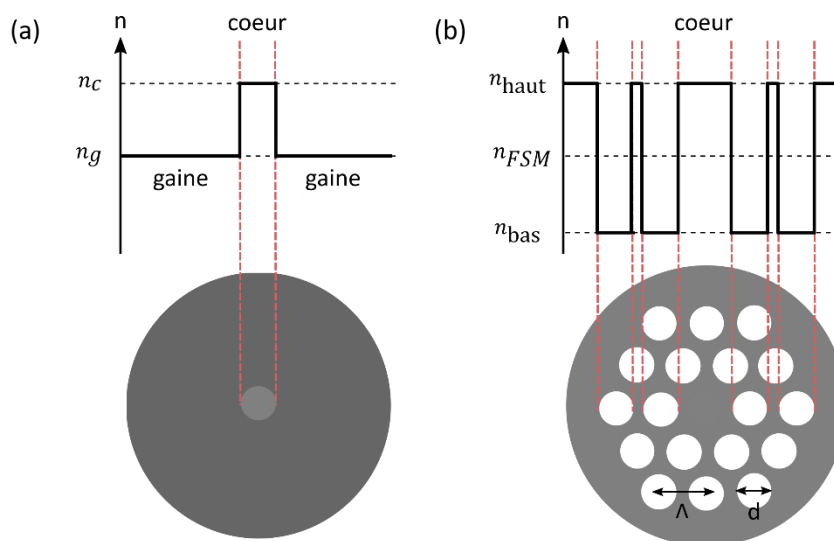 (a)
n
coeur
n_c
n_g
gaine
gaine
(b)
n
coeur
n_haut
n_FSM
n_bas
Λ
d